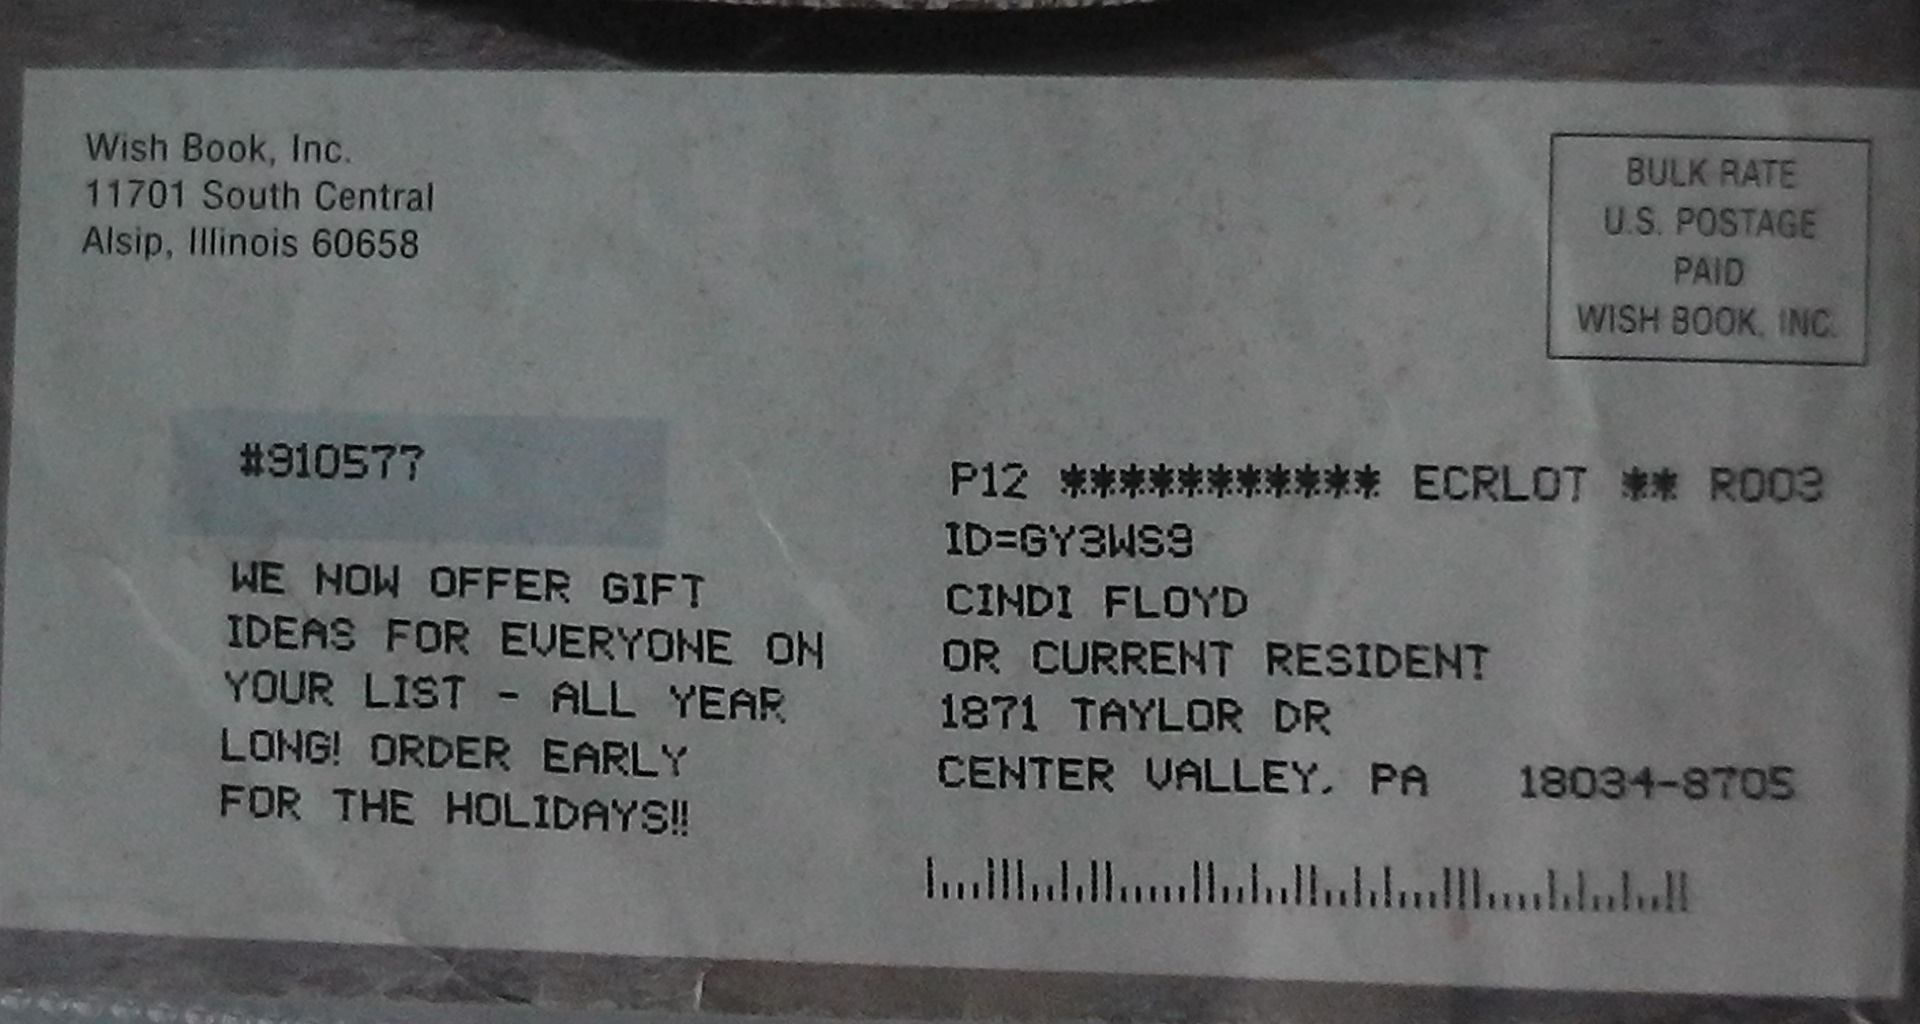 Wish Book, Inc.
11701 South Central
Alsip, Illinois 60658
BULK RATE
U.S. POSTAGE
PAID
WISH BOOK, INC.
#910577
WE NOW OFFER GIFT
IDEAS FOR EVERYONE ON
YOUR LIST - ALL YEAR
LONG! ORDER EARLY
FOR THE HOLIDAYS!!
P12 *********** ECRLOT ** R003
ID=GY3WS9
CINDI FLOYD
OR CURRENT RESIDENT
1871 TAYLOR DR
CENTER VALLEY, PA 18034-8705